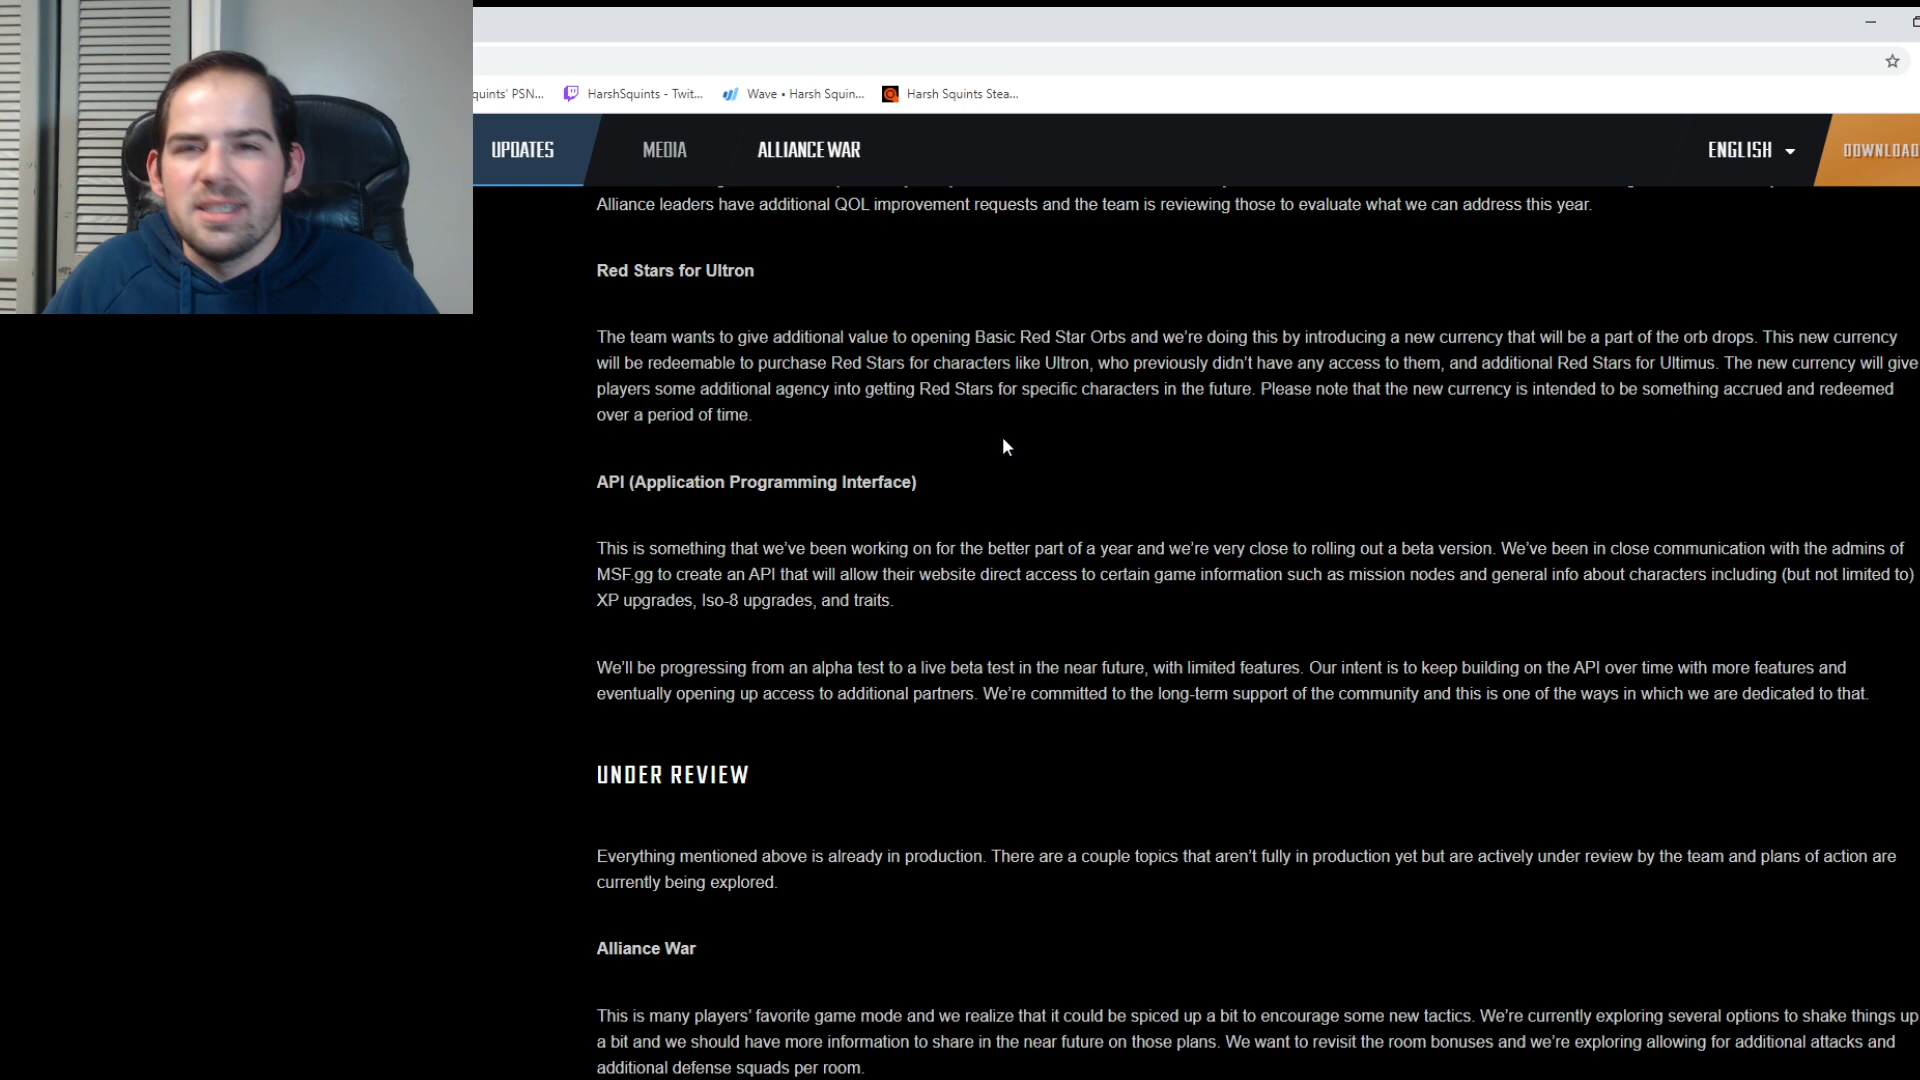 quints' PSN... HarshSquints - Twit... Wave • Harsh Squin... Harsh Squints Stea...
UPDATES MEDIA ALLIANCE WAR ENGLISH DOWNLOAD
Alliance leaders have additional QOL improvement requests and the team is reviewing those to evaluate what we can address this year.
Red Stars for Ultron
The team wants to give additional value to opening Basic Red Star Orbs and we're doing this by introducing a new currency that will be a part of the orb drops. This new currency
will be redeemable to purchase Red Stars for characters like Ultron, who previously didn't have any access to them, and additional Red Stars for Ultimus. The new currency will give
players some additional agency into getting Red Stars for specific characters in the future. Please note that the new currency is intended to be something accrued and redeemed
over a period of time.
API (Application Programming Interface)
This is something that we've been working on for the better part of a year and we're very close to rolling out a beta version. We've been in close communication with the admins of
MSF.gg to create an API that will allow their website direct access to certain game information such as mission nodes and general info about characters including (but not limited to)
XP upgrades, Iso-8 upgrades, and traits.
We'll be progressing from an alpha test to a live beta test in the near future, with limited features. Our intent is to keep building on the API over time with more features and
eventually opening up access to additional partners. We're committed to the long-term support of the community and this is one of the ways in which we are dedicated to that.
UNDER REVIEW
Everything mentioned above is already in production. There are a couple topics that aren't fully in production yet but are actively under review by the team and plans of action are
currently being explored.
Alliance War
This is many players' favorite game mode and we realize that it could be spiced up a bit to encourage some new tactics. We're currently exploring several options to shake things up
a bit and we should have more information to share in the near future on those plans. We want to revisit the room bonuses and we're exploring allowing for additional attacks and
additional defense squads per room.